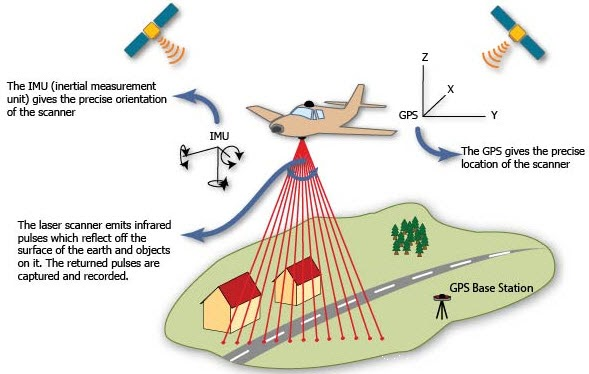 The IMU (inertial measurement
unit) gives the precise orientation
of the scanner
IMU
Z
X
GPS
Y
The GPS gives the precise
location of the scanner
The laser scanner emits infrared
pulses which reflect off the
surface of the earth and objects
on it. The returned pulses are
captured and recorded.
GPS Base Station